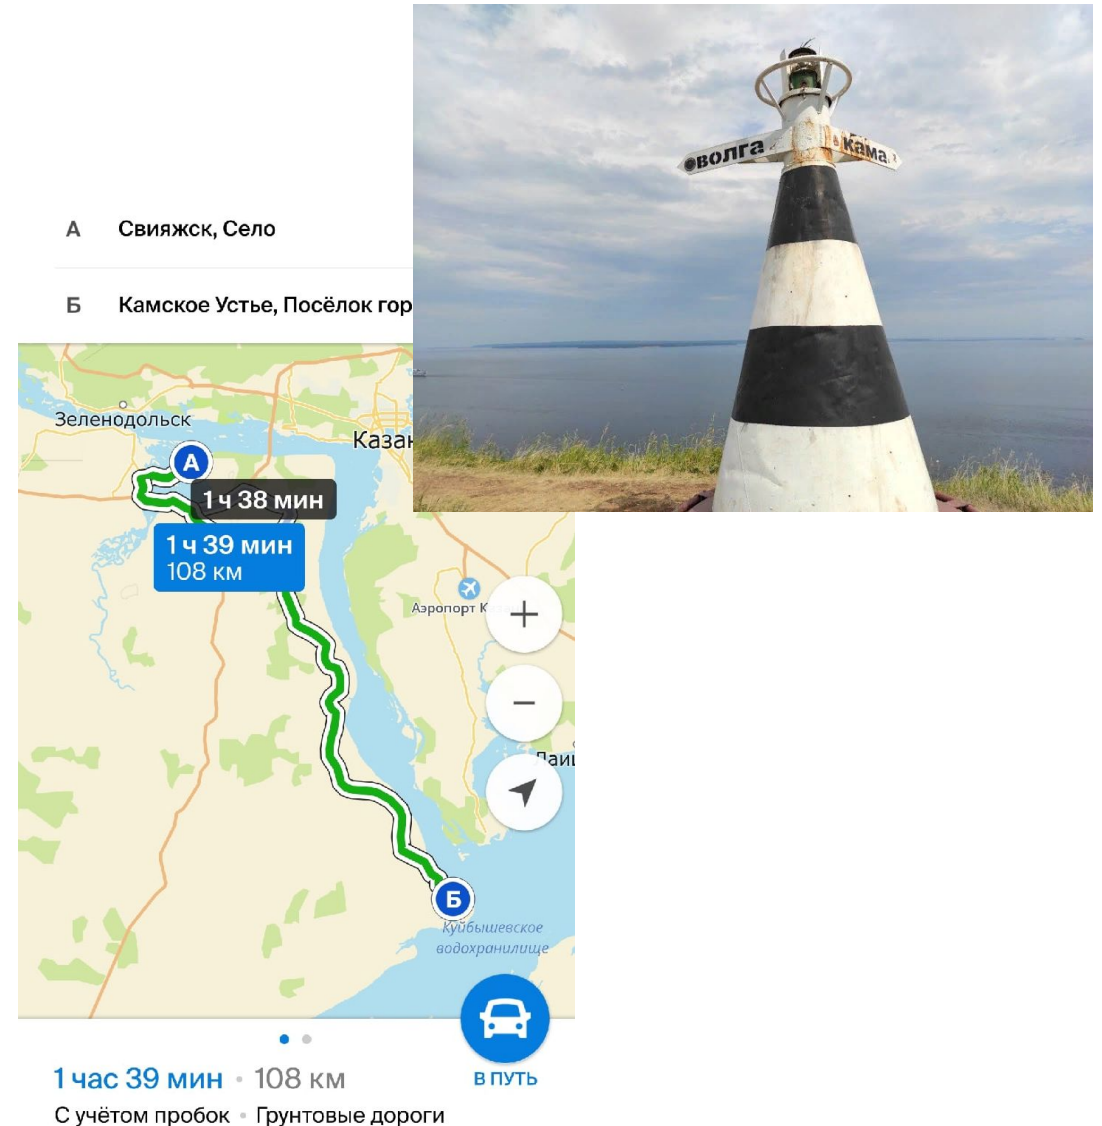 А Свияжск, Село
Б Камское Устье, Посёлок гор
ВОЛГА
Кама
Зеленодольск
Казан
А
1 ч 38 мин
1 ч 39 мин
108 км
Аэропорт К
Лаиш
Б
Куйбышевское
водохранилище
1 час 39 мин • 108 км
В ПУТЬ
С учётом пробок • Грунтовые дороги